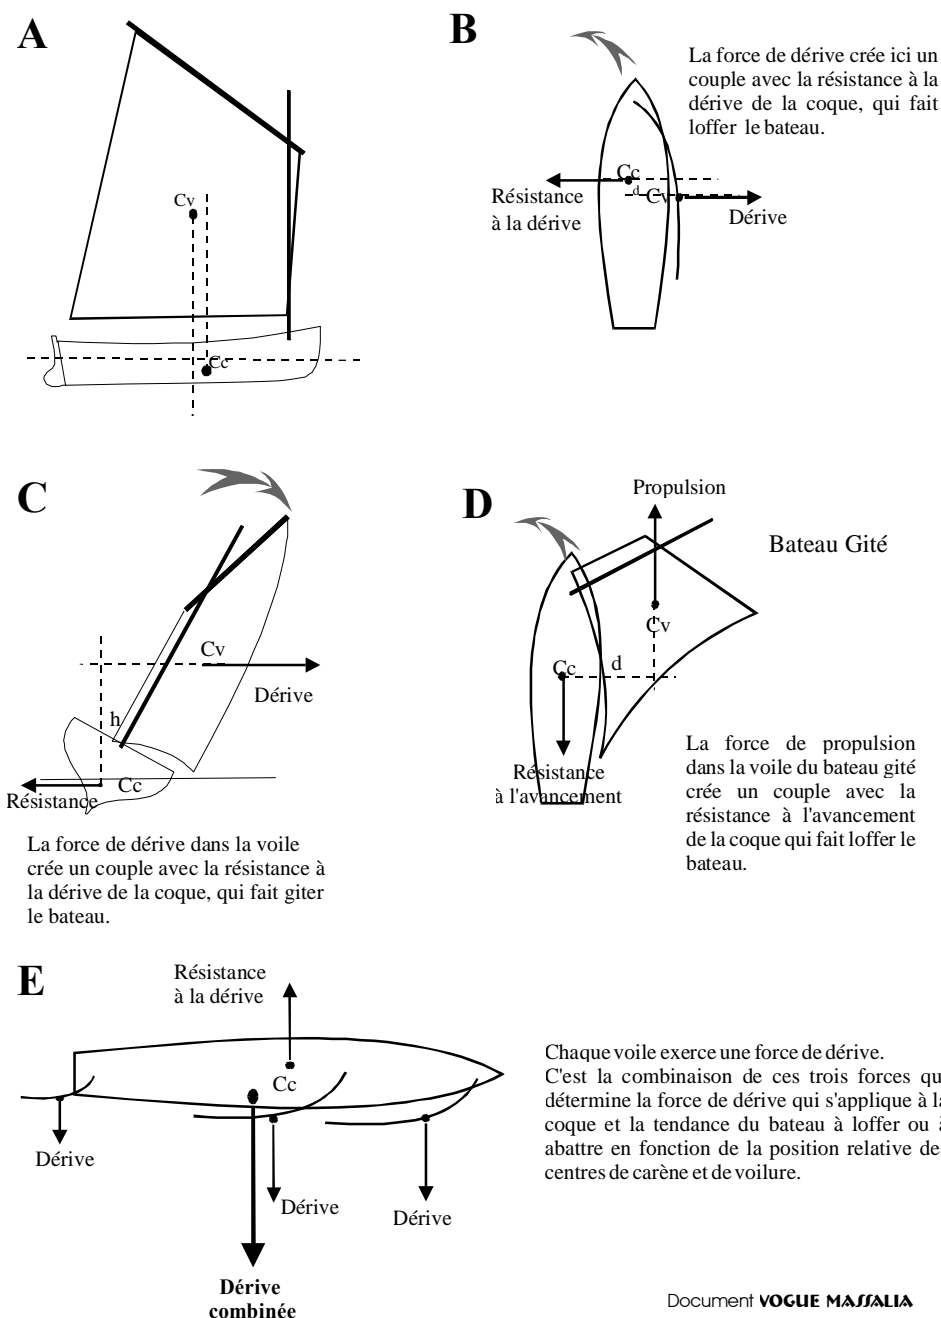 A
Cv
Cc
B
La force de dérive crée ici un
couple avec la résistance à la
dérive de la coque, qui fait
loffer le bateau.
Cc
d
Cv
Résistance
à la dérive
Dérive
C
Cv
Dérive
h
Cc
Résistance
La force de dérive dans la voile
crée un couple avec la résistance à
la dérive de la coque, qui fait giter
le bateau.
D
Propulsion
Bateau Gité
Cv
Cc
d
Résistance
à l'avancement
La force de propulsion
dans la voile du bateau gité
crée un couple avec la
résistance à l'avancement
de la coque qui fait loffer le
bateau.
E
Résistance
à la dérive
Cc
Dérive
Dérive
Dérive
Dérive
combinée
Chaque voile exerce une force de dérive.
C'est la combinaison de ces trois forces qu
détermine la force de dérive qui s'applique à la
coque et la tendance du bateau à loffer ou à
abattre en fonction de la position relative de
centres de carène et de voilure.
Document VOGUE MASSALIA